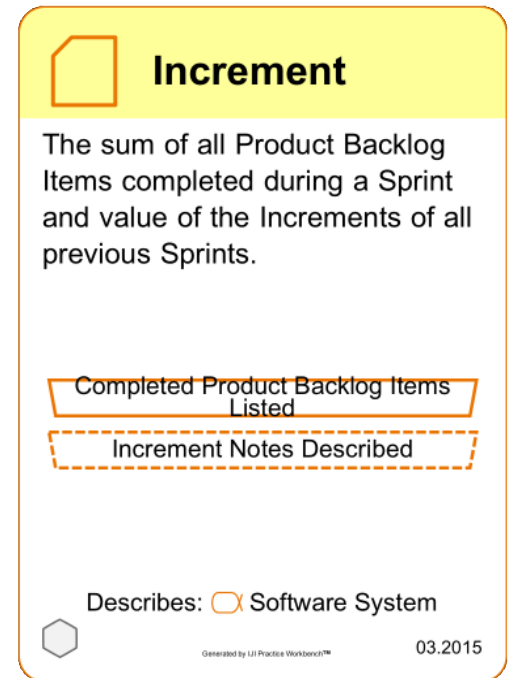 Increment
The sum of all Product Backlog
Items completed during a Sprint
and value of the Increments of all
previous Sprints.
Completed Product Backlog Items
Listed
Increment Notes Described
Describes: Software System
Generated by IJI Practice Workbench™
03.2015